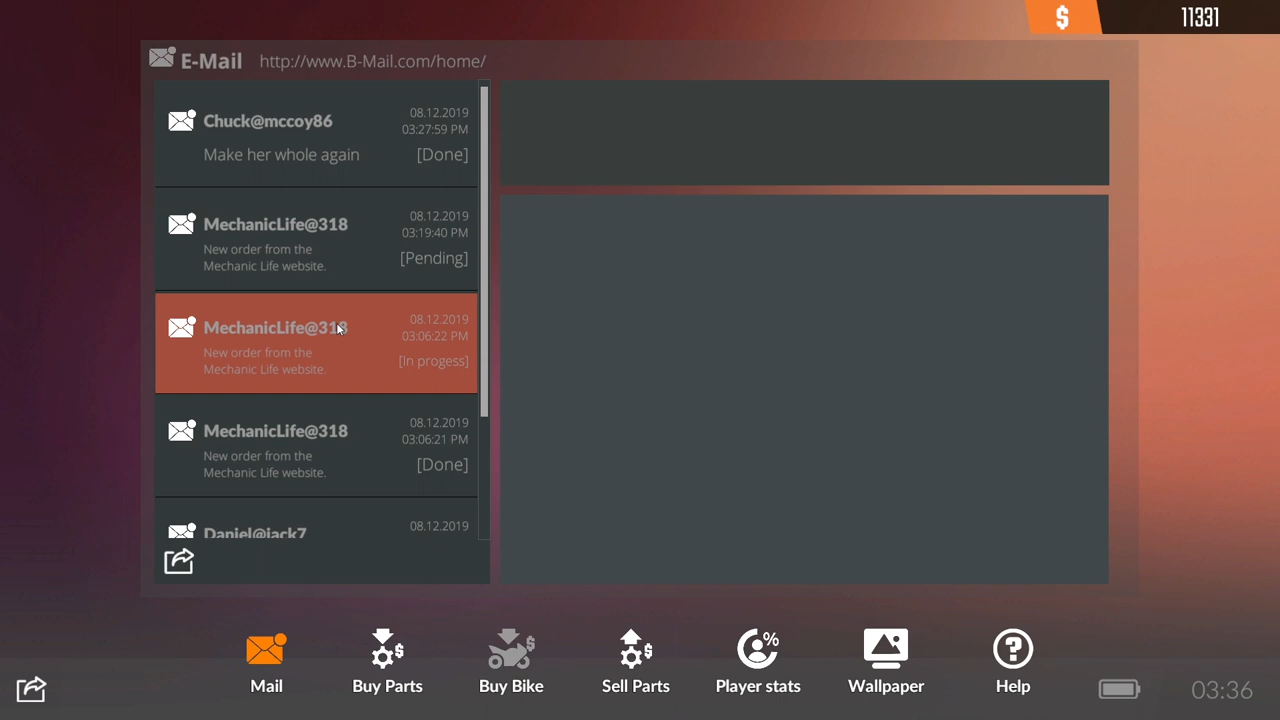 $ 11331
E-Mail http://www.B-Mail.com/home/
Chuck@mccoy86 08.12.2019
03:27:59 PM
Make her whole again [Done]
MechanicLife@318 08.12.2019
03:19:40 PM
New order from the
Mechanic Life website. [Pending]
MechanicLife@318 08.12.2019
03:06:22 PM
New order from the
Mechanic Life website. [In progess]
MechanicLife@318 08.12.2019
03:06:21 PM
New order from the
Mechanic Life website. [Done]
Daniel@jack7 08.12.2019
Mail Buy Parts Buy Bike Sell Parts Player stats Wallpaper Help
03:36